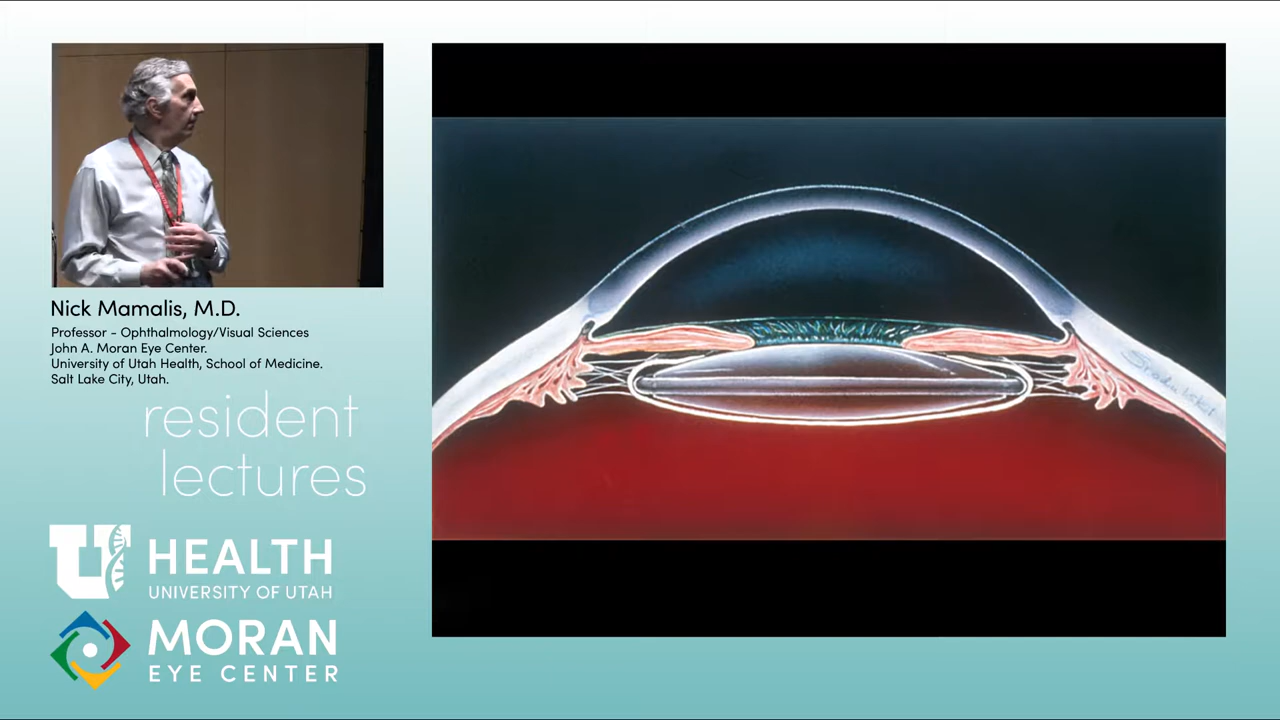 Nick Mamalis, M.D.
Professor - Ophthalmology/Visual Sciences
John A. Moran Eye Center.
University of Utah Health, School of Medicine.
Salt Lake City, Utah.
resident
lectures
U HEALTH
UNIVERSITY OF UTAH
MORAN
EYE CENTER